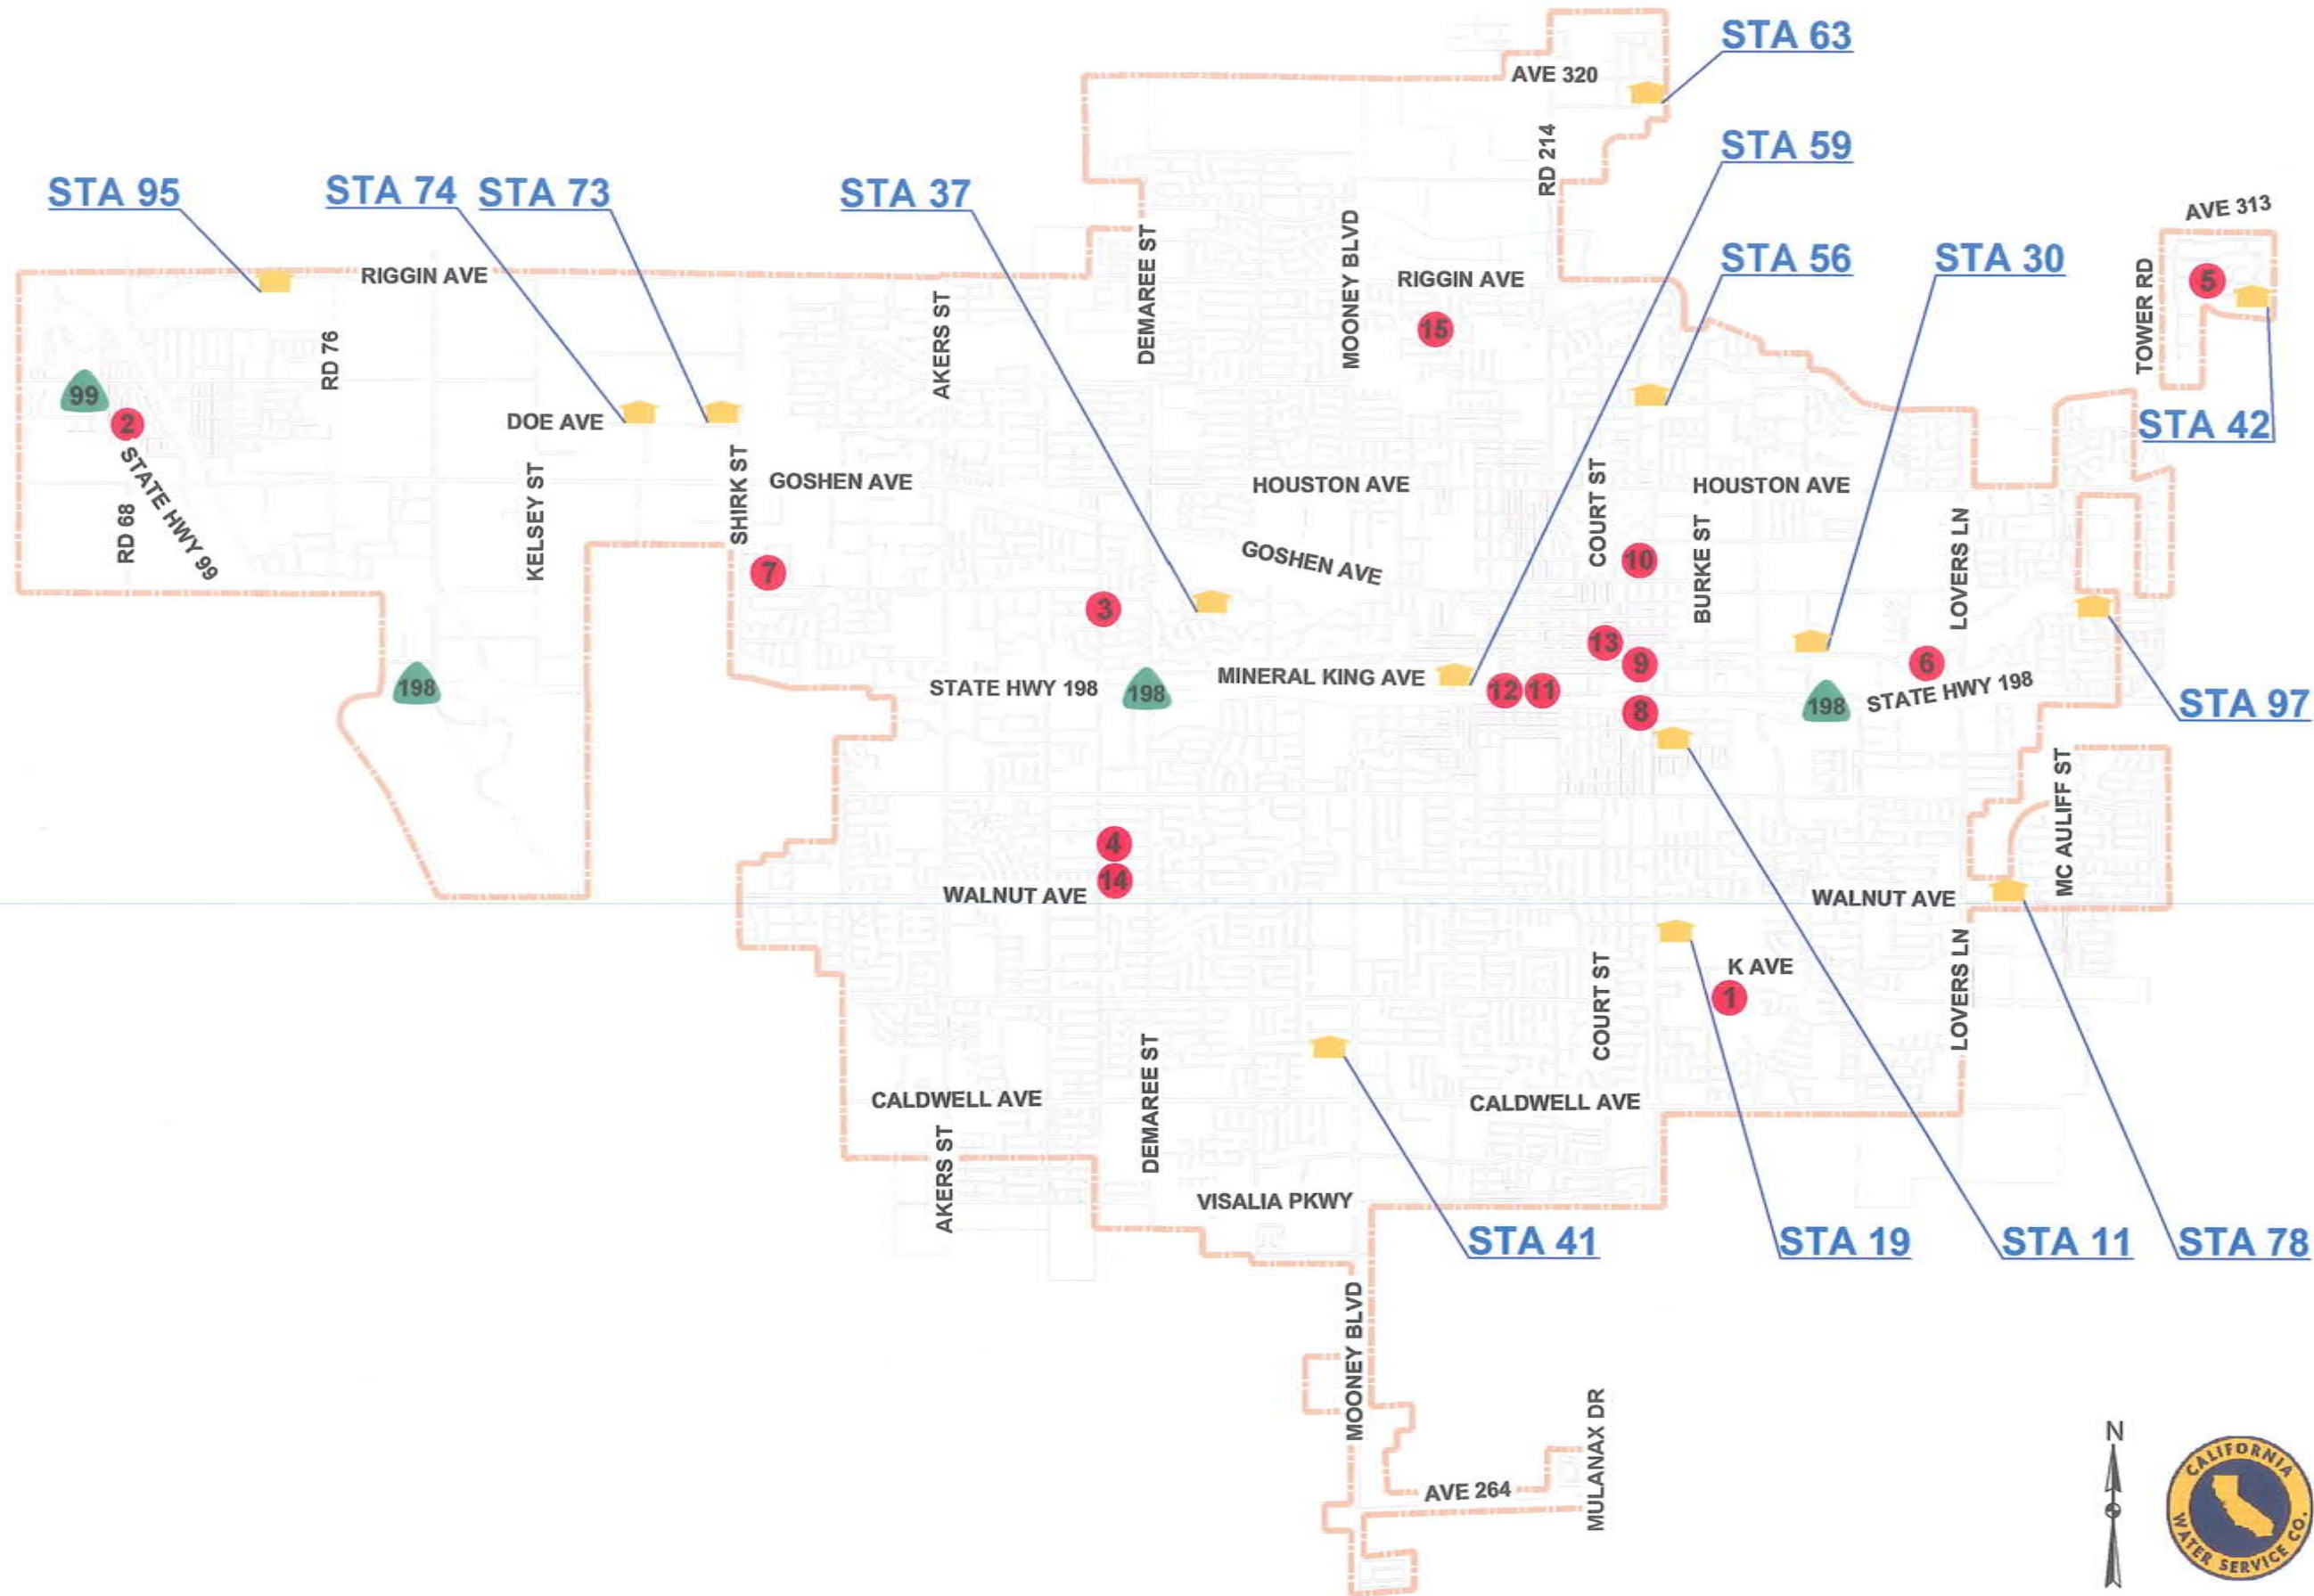 STA 63
AVE 320
STA 59
RD 214
STA 95
STA 74
STA 73
STA 37
AVE 313
MOONEY BLVD
DEMAREE ST
STA 56
STA 30
TOWER RD
RIGGIN AVE
RIGGIN AVE
5
AKERS ST
15
RD 76
99
2
DOE AVE
STA 42
STATE HWY 99
GOSHEN AVE
HOUSTON AVE
HOUSTON AVE
SHIRK ST
COURT ST
KELSEY ST
RD 68
BURKE ST
LOVERS LN
GOSHEN AVE
10
7
3
13
9
6
MINERAL KING AVE
198
STATE HWY 198
198
12
11
STATE HWY 198
198
8
STA 97
MC AULIFF ST
4
14
WALNUT AVE
WALNUT AVE
K AVE
1
COURT ST
LOVERS LN
DEMAREE ST
CALDWELL AVE
CALDWELL AVE
AKERS ST
VISALIA PKWY
STA 41
STA 19
STA 11
STA 78
MOONEY BLVD
MULANAX DR
AVE 264
N
CALIFORNIA
WATER SERVICE CO.